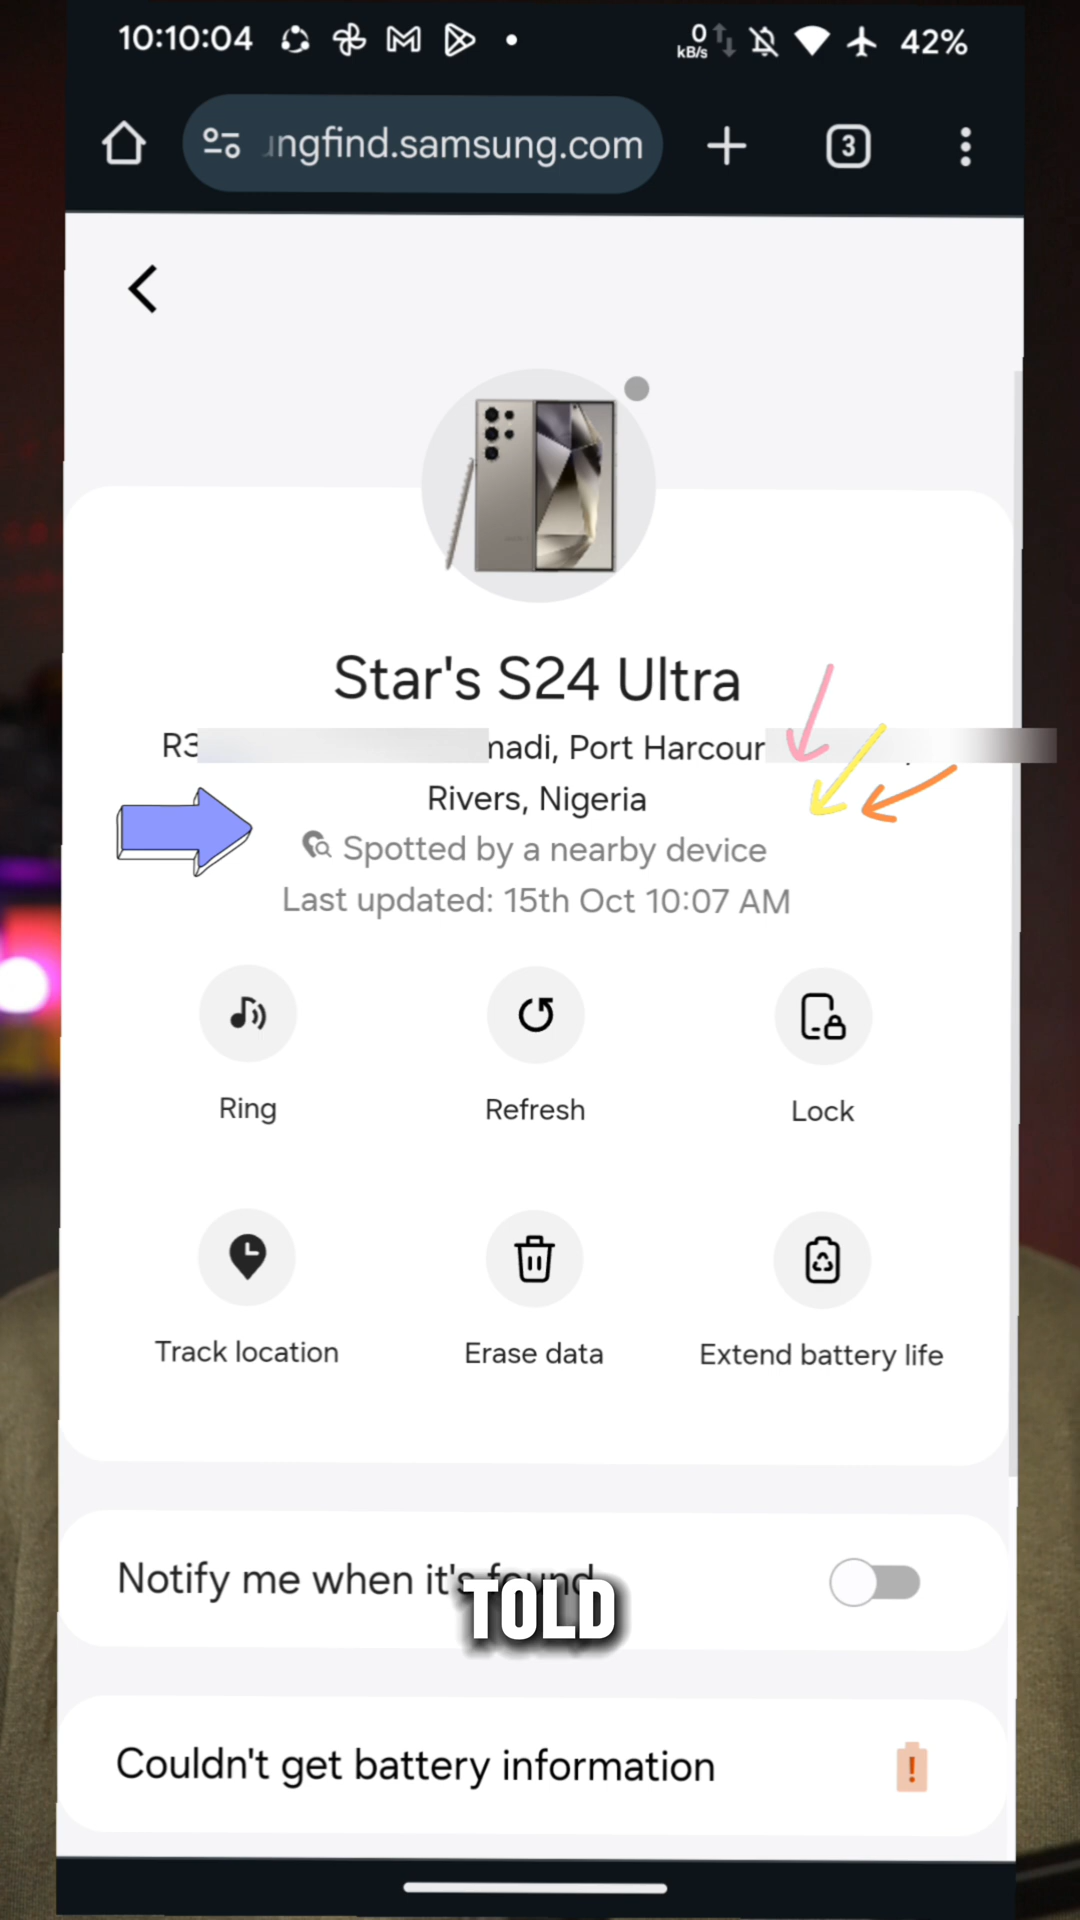 10:10:04
0
kB/s
42%
ngfind.samsung.com
3
Star's S24 Ultra
R3 madi, Port Harcour
Rivers, Nigeria
Spotted by a nearby device
Last updated: 15th Oct 10:07 AM
Ring
Refresh
Lock
Track location
Erase data
Extend battery life
Notify me when it's found
TOLD
Couldn't get battery information